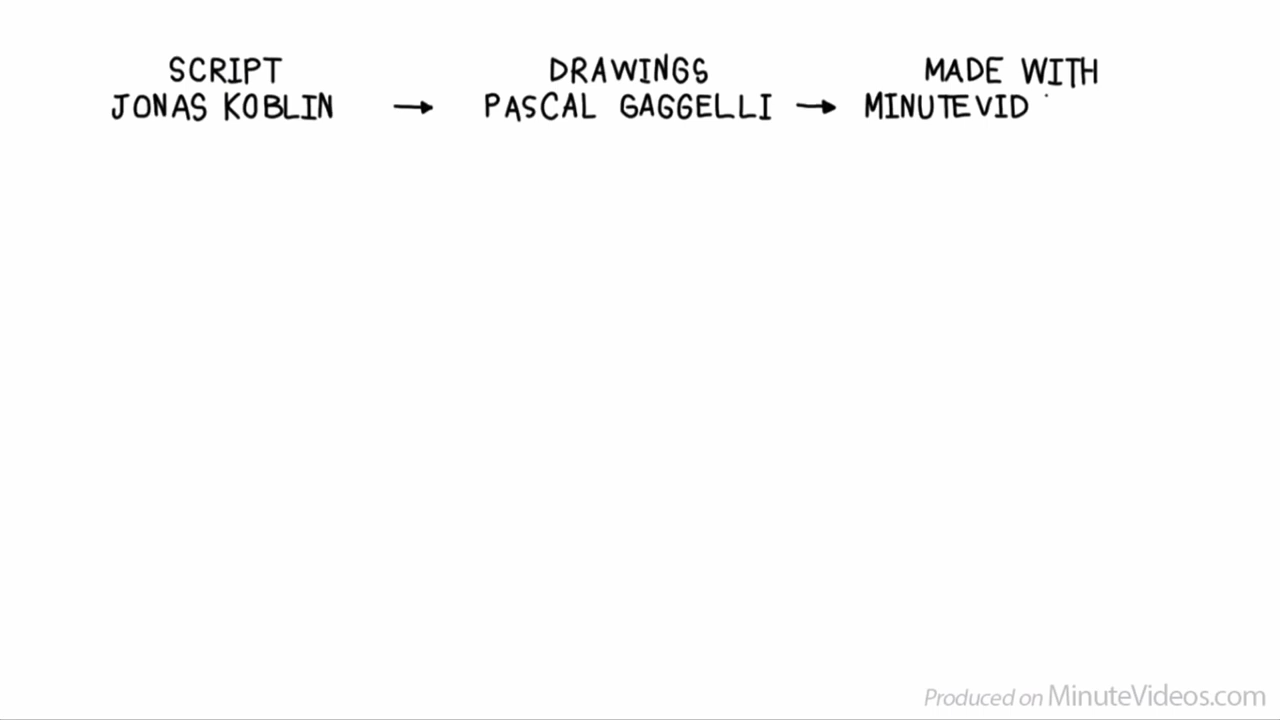 SCRIPT
JONAS KOBLIN
→
DRAWINGS
PASCAL GAGGELLI
→
MADE WITH
MINUTEVID
Produced on MinuteVideos.com